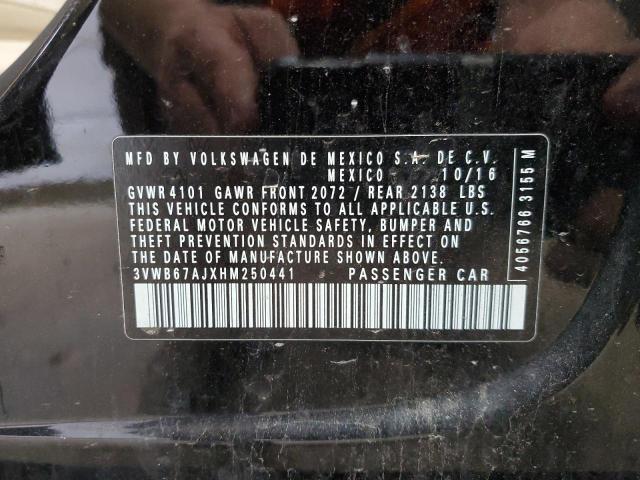 MFD BY VOLKSWAGEN DE MEXICO S.A. DE C.V.
MEXICO 10/16
GVWR 4101 GAWR FRONT 2072 / REAR 2138 LBS
THIS VEHICLE CONFORMS TO ALL APPLICABLE U.S.
FEDERAL MOTOR VEHICLE SAFETY, BUMPER AND
THEFT PREVENTION STANDARDS IN EFFECT ON
THE DATE OF MANUFACTURE SHOWN ABOVE.
3VWB67AJXHM250441 PASSENGER CAR
4056766 3155 M